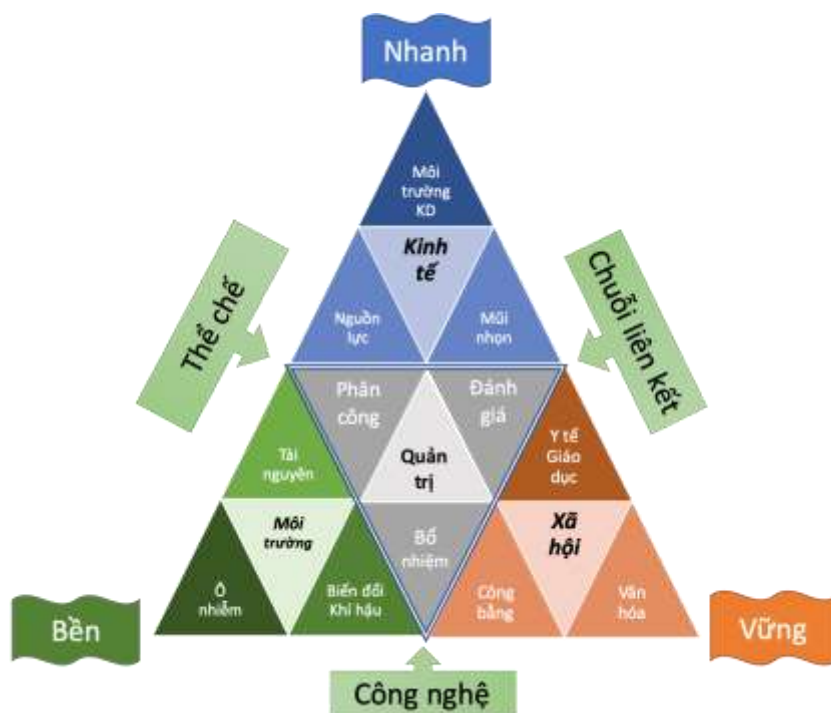 Nhanh
Môi
trường
KD
Kinh
tế
Nguồn
lực
Mũi
nhọn
Thể chế
Chuỗi liên kết
Phân
công
Đánh
giá
Quản
trị
Bổ
nhiệm
Tài
nguyên
Môi
trường
Ô
nhiễm
Biến đổi
Khí hậu
Y tế
Giáo
dục
Xã
hội
Công
bằng
Văn
hóa
Bền
Vững
Công nghệ